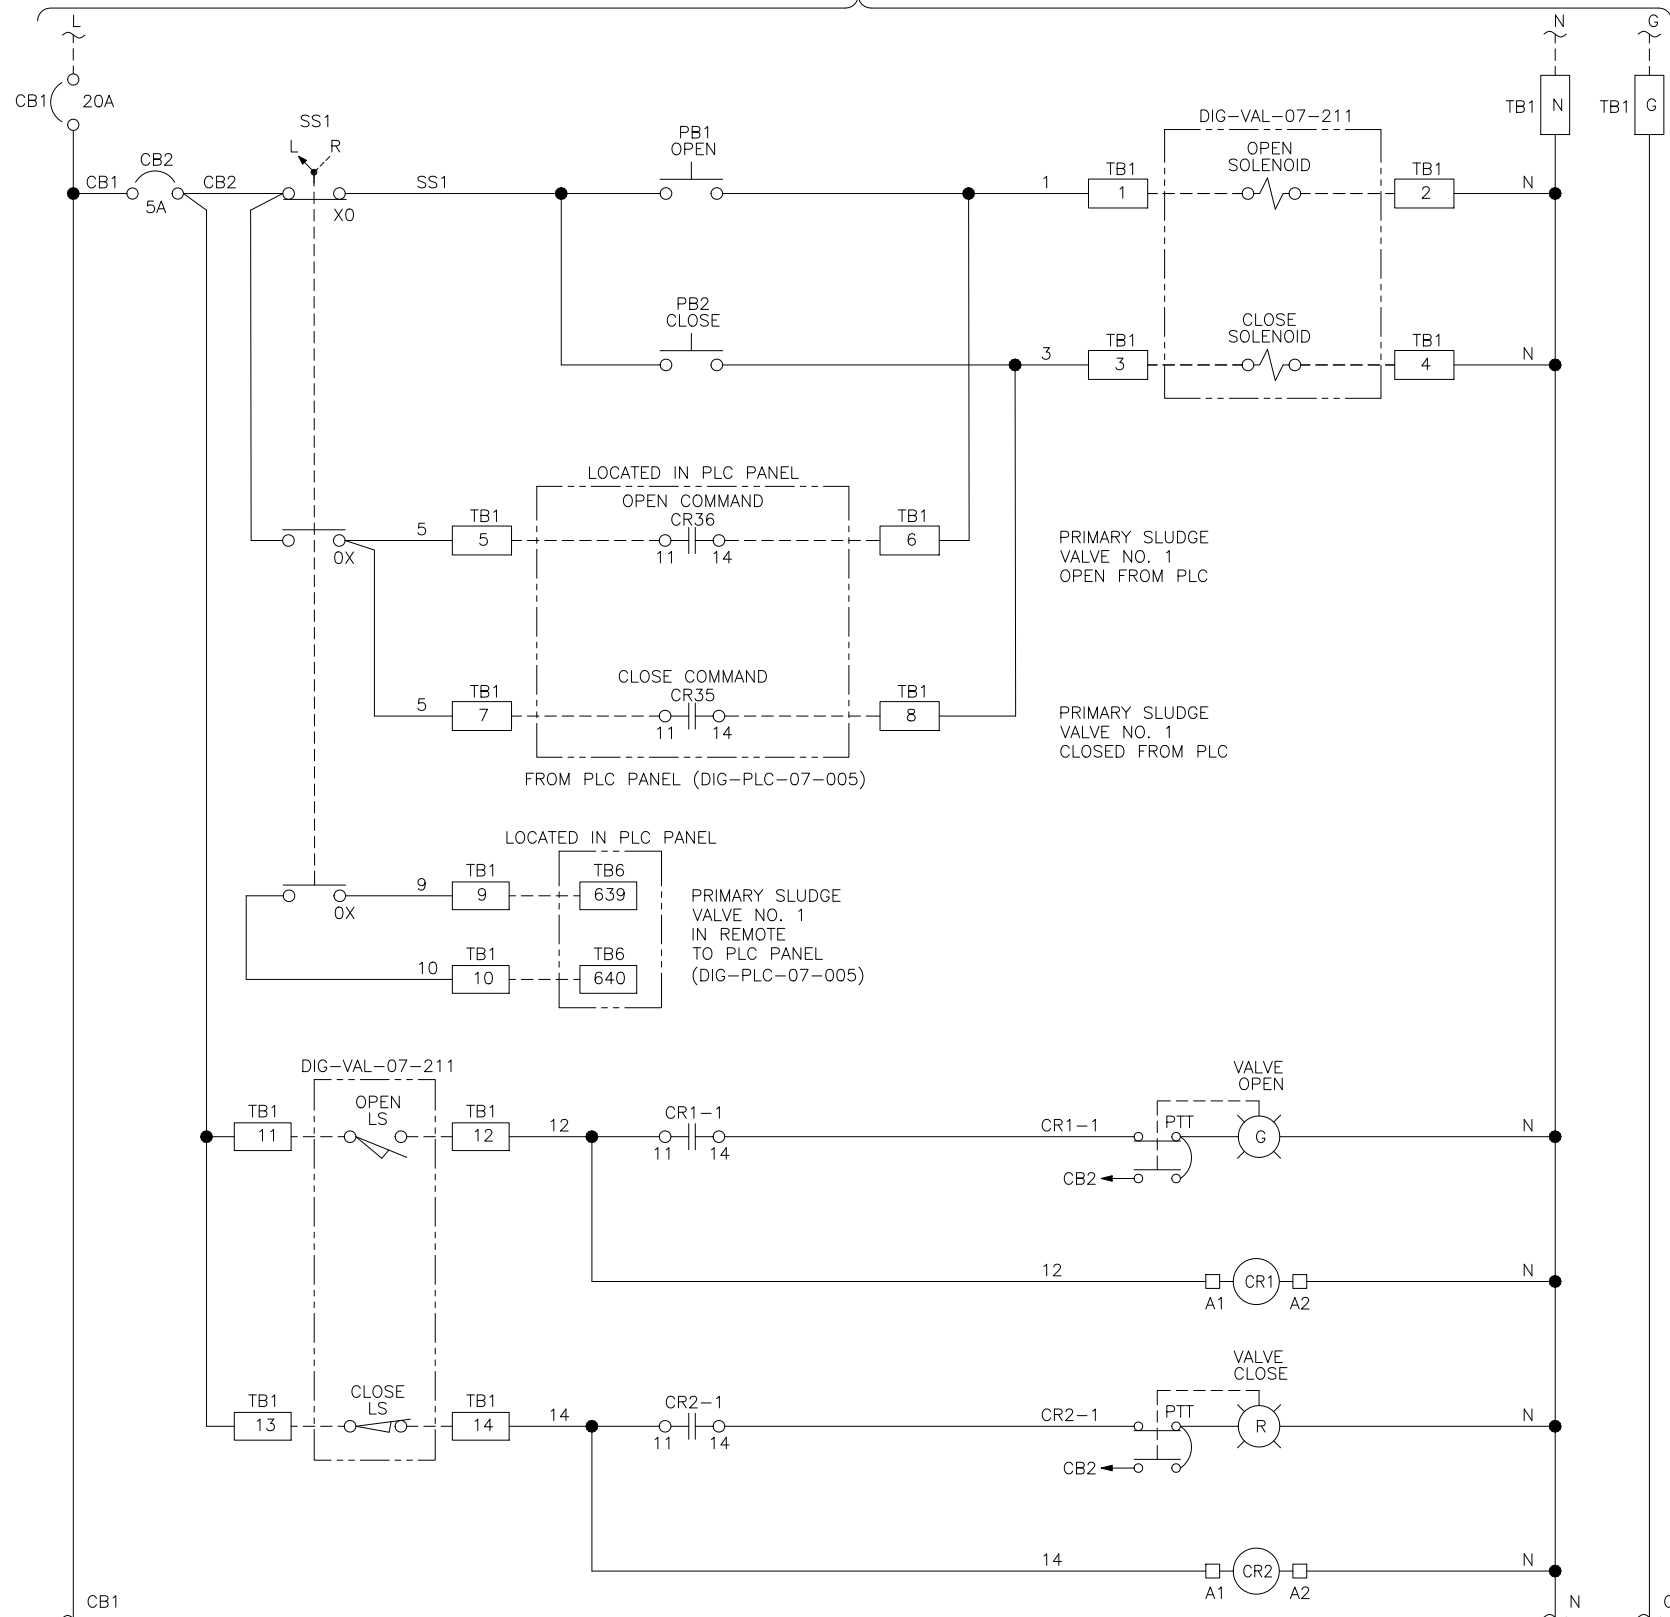 L
N
G
CB1
20A
TB1
N
TB1
G
SS1
L
R
CB1
CB2
5A
CB2
X0
SS1
PB1
OPEN
1
TB1
1
DIG-VAL-07-211
OPEN
SOLENOID
TB1
2
N
PB2
CLOSE
3
TB1
3
CLOSE
SOLENOID
TB1
4
N
LOCATED IN PLC PANEL
OPEN COMMAND
CR36
0X
5
TB1
5
11
14
TB1
6
PRIMARY SLUDGE
VALVE NO. 1
OPEN FROM PLC
CLOSE COMMAND
CR35
5
TB1
7
11
14
TB1
8
PRIMARY SLUDGE
VALVE NO. 1
CLOSED FROM PLC
FROM PLC PANEL (DIG-PLC-07-005)
LOCATED IN PLC PANEL
0X
9
TB1
9
TB6
639
10
TB1
10
TB6
640
PRIMARY SLUDGE
VALVE NO. 1
IN REMOTE
TO PLC PANEL
(DIG-PLC-07-005)
DIG-VAL-07-211
TB1
11
OPEN
LS
TB1
12
12
CR1-1
11
14
CR1-1
PTT
CB2
VALVE
OPEN
G
N
12
A1
CR1
A2
N
TB1
13
CLOSE
LS
TB1
14
14
CR2-1
11
14
CR2-1
PTT
CB2
VALVE
CLOSE
R
N
14
A1
CR2
A2
N
CB1
N